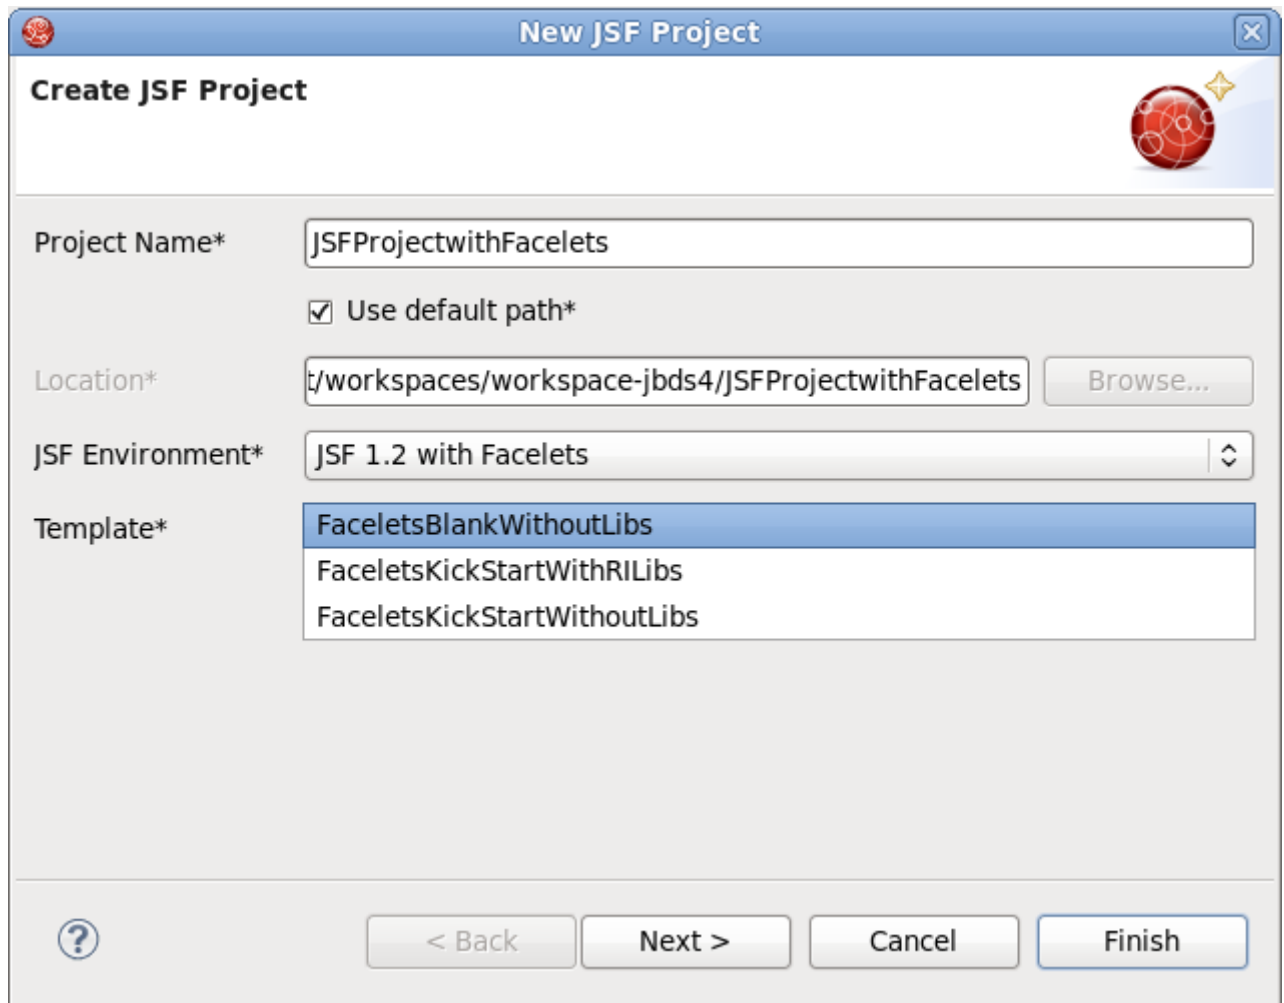 New JSF Project
Create JSF Project
Project Name* JSFProjectwithFacelets
Use default path*
Location* t/workspaces/workspace-jbds4/JSFProjectwithFacelets Browse...
JSF Environment* JSF 1.2 with Facelets
Template* FaceletsBlankWithoutLibs
FaceletsKickStartWithRILibs
FaceletsKickStartWithoutLibs
? < Back Next > Cancel Finish